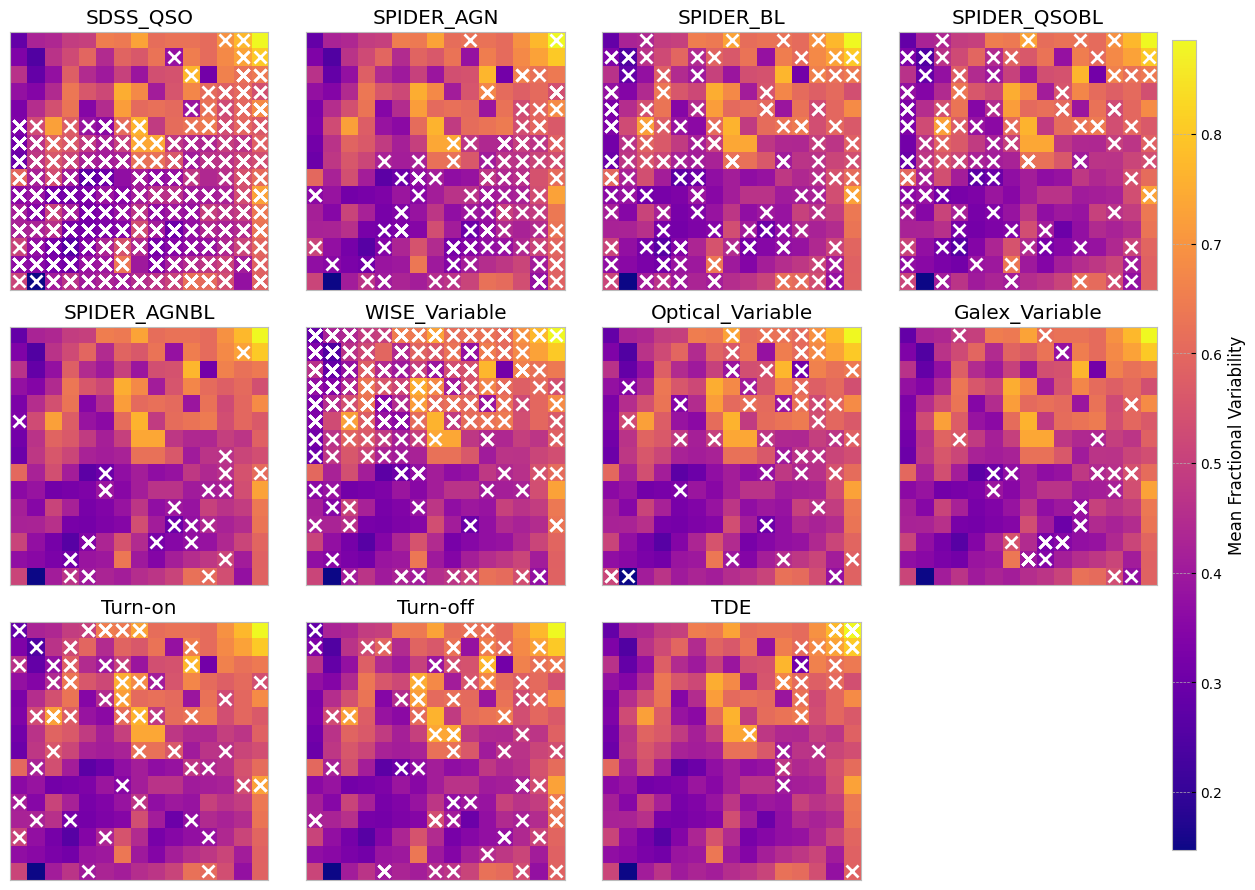 SDSS_QSO
SPIDER_AGN
SPIDER_BL
SPIDER_QSOBL
SPIDER_AGNBL
WISE_Variable
Optical_Variable
Galex_Variable
Turn-on
Turn-off
TDE
0.8
0.7
0.6
0.5
0.4
0.3
0.2
Mean Fractional Variability